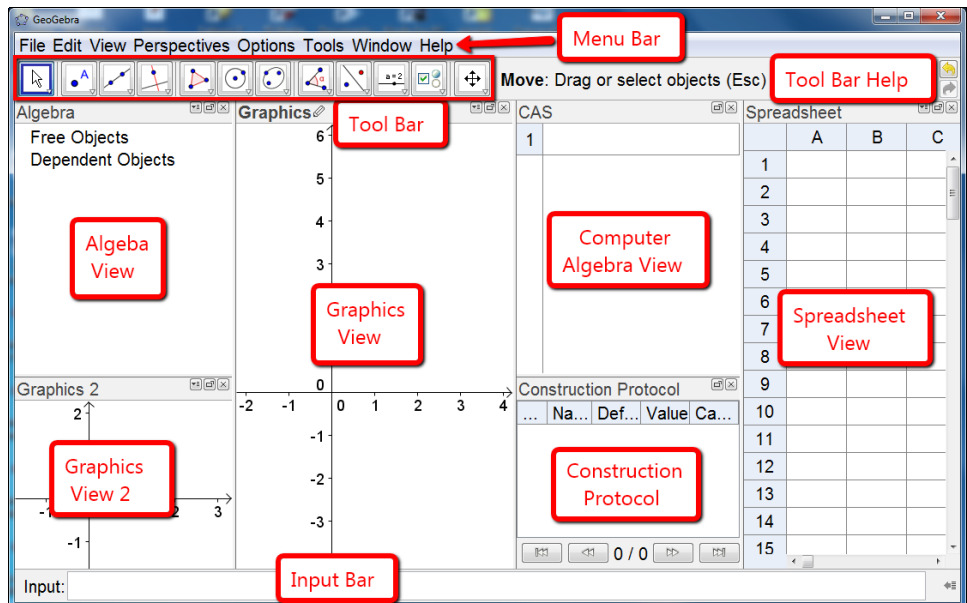 GeoGebra
File Edit View Perspectives Options Tools Window Help
Menu Bar
A
a=2
Move: Drag or select objects (Esc)
Tool Bar Help
Algebra
Free Objects
Dependent Objects
Algeba
View
Graphics
Tool Bar
6
5
4
3
Graphics
View
0
-2 -1 0 1 2 3 4
-1
-2
-3
CAS
1
Computer
Algebra View
Spreadsheet
A B C
1
2
3
4
5
6
7
8
9
10
11
12
13
14
15
Spreadsheet
View
Graphics 2
2
Graphics
View 2
-1 2 3
-1
Construction Protocol
... Na... Def... Value Ca...
Construction
Protocol
0 / 0
Input Bar
Input: